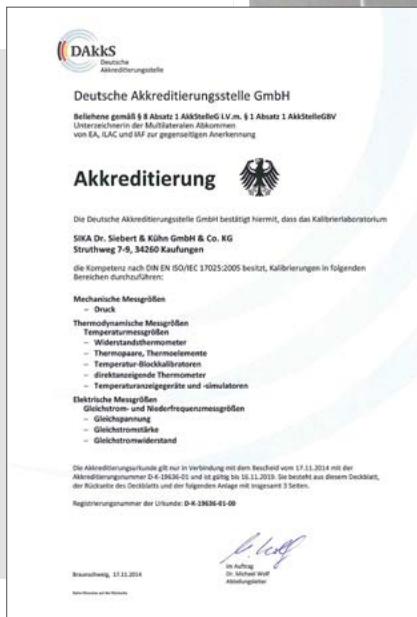 DAkkS
Deutsche
Akkreditierungsstelle
Deutsche Akkreditierungsstelle GmbH
Beliehene gemäß § 8 Absatz 1 AkkStelleG i.V.m. § 1 Absatz 1 AkkStelleGBV
Unterzeichnerin der Multilateralen Abkommen
von EA, ILAC und IAF zur gegenseitigen Anerkennung
Akkreditierung
Die Deutsche Akkreditierungsstelle GmbH bestätigt hiermit, dass das Kalibrierlaboratorium
SIKA Dr. Siebert & Kühn GmbH & Co. KG
Struthweg 7-9, 34260 Kaufungen
die Kompetenz nach DIN EN ISO/IEC 17025:2005 besitzt, Kalibrierungen in folgenden
Bereichen durchzuführen:
Mechanische Messgrößen
– Druck
Thermodynamische Messgrößen
Temperaturmessgrößen
– Widerstandsthermometer
– Thermopaare, Thermoelemente
– Temperatur-Blockkalibratoren
– direktanzeigende Thermometer
– Temperaturanzeigegeräte und -simulatoren
Elektrische Messgrößen
Gleichstrom- und Niederfrequenzmessgrößen
– Gleichspannung
– Gleichstromstärke
– Gleichstromwiderstand
Die Akkreditierungsurkunde gilt nur in Verbindung mit dem Bescheid vom 17.11.2014 mit der
Akkreditierungsnummer D-K-19636-01 und ist gültig bis 16.11.2019. Sie besteht aus diesem Deckblatt,
der Rückseite des Deckblatts und der folgenden Anlage mit insgesamt 3 Seiten.
Registrierungsnummer der Urkunde: D-K-19636-01-00
Braunschweig, 17.11.2014
Im Auftrag
Dr. Michael Wolf
Abteilungsleiter
Siehe Hinweise auf der Rückseite